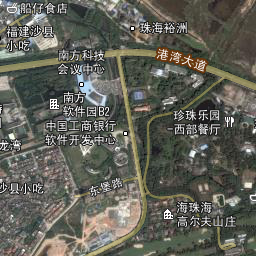 船仔食店
福建沙县
小吃
珠海裕洲
南方科技
会议中心
港湾大道
南方
软件园B2
珍珠乐园
西部餐厅
中国工商银行
软件开发中心
龙湾
沙县小吃
东堡路
海珠海
高尔夫山庄